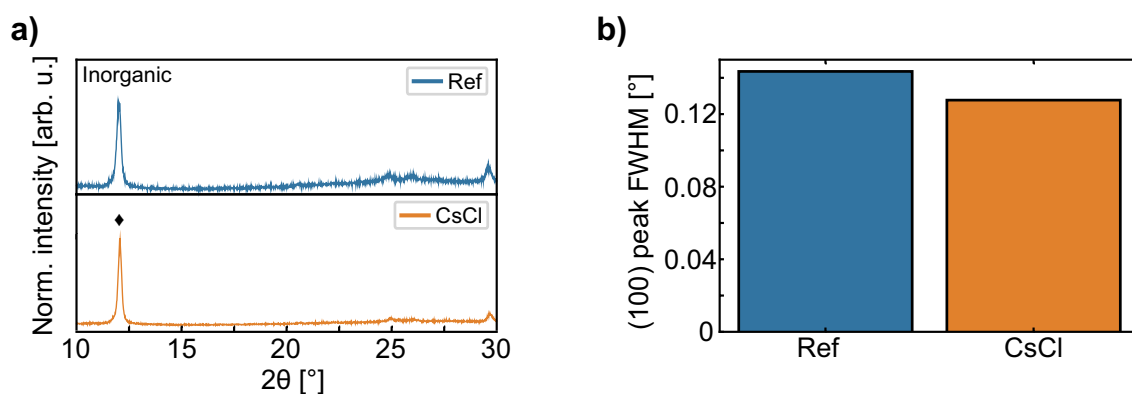 a)
Inorganic
Ref
CsCl
Norm. intensity [arb. u.]
10 15 20 25 30
2θ [°]
b)
(100) peak FWHM [°]
0.12
0.08
0.04
0
Ref CsCl